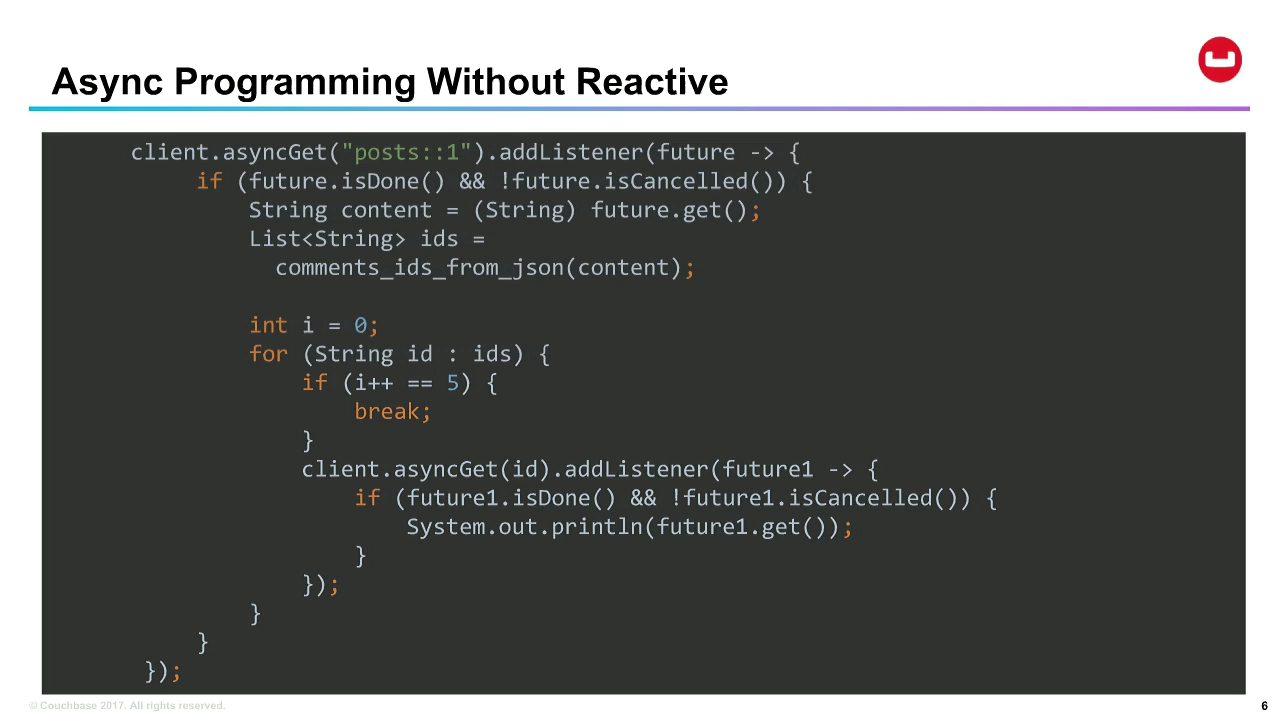 Async Programming Without Reactive
client.asyncGet("posts::1").addListener(future -> {
if (future.isDone() && !future.isCancelled()) {
String content = (String) future.get();
List<String> ids =
comments_ids_from_json(content);
int i = 0;
for (String id : ids) {
if (i++ == 5) {
break;
}
client.asyncGet(id).addListener(future1 -> {
if (future1.isDone() && !future1.isCancelled()) {
System.out.println(future1.get());
}
});
}
}
});
© Couchbase 2017. All rights reserved.
6